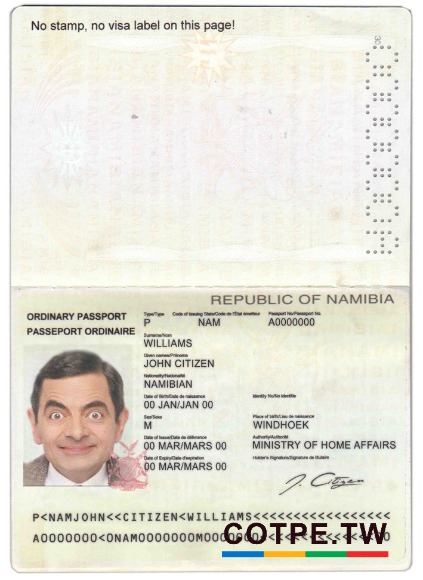 No stamp, no visa label on this page!
REPUBLIC OF NAMIBIA
ORDINARY PASSPORT
PASSEPORT ORDINAIRE
Type/Type Code of issuing State/Code de l'État émetteur Passport No/Passeport No.
P NAM A0000000
Surname/Nom
WILLIAMS
Given names/Prénoms
JOHN CITIZEN
Nationality/Nationalité
NAMIBIAN
Date of Birth/Date de naissance Identity No/No identité
00 JAN/JAN 00
Sex/Sexe Place of birth/Lieu de naissance
M WINDHOEK
Date of Issue/Date de délivrance Authority/Autorité
00 MAR/MARS 00 MINISTRY OF HOME AFFAIRS
Date of Expiry/Date d'expiration Holder's Signature/Signature de titulaire
00 MAR/MARS 00 J. Citizen
P<NAMJOHN<<CITIZEN<WILLIAMS<<<<<<<<<<<<<<<<<
COTPE.TW